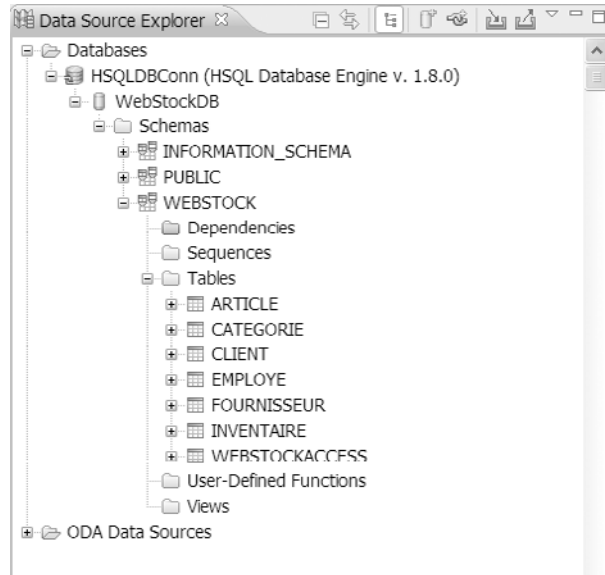 Data Source Explorer
Databases
HSQLDBConn (HSQL Database Engine v. 1.8.0)
WebStockDB
Schemas
INFORMATION_SCHEMA
PUBLIC
WEBSTOCK
Dependencies
Sequences
Tables
ARTICLE
CATEGORIE
CLIENT
EMPLOYE
FOURNISSEUR
INVENTAIRE
WEBSTOCKACCESS
User-Defined Functions
Views
ODA Data Sources